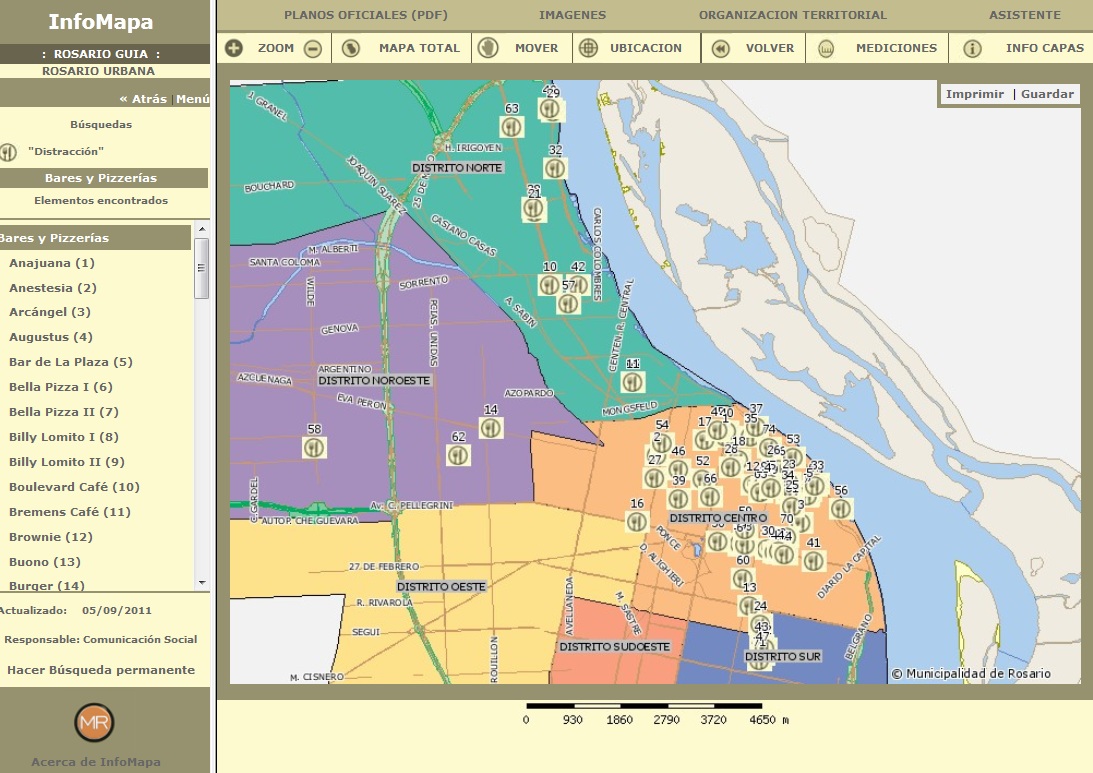 InfoMapa
: ROSARIO GUIA :
ROSARIO URBANA
« Atrás | Menú
Búsquedas
"Distracción"
Bares y Pizzerías
Elementos encontrados
Bares y Pizzerías
Anajuana (1)
Anestesia (2)
Arcángel (3)
Augustus (4)
Bar de La Plaza (5)
Bella Pizza I (6)
Bella Pizza II (7)
Billy Lomito I (8)
Billy Lomito II (9)
Boulevard Café (10)
Bremens Café (11)
Brownie (12)
Buono (13)
Burger (14)
Actualizado: 05/09/2011
Responsable: Comunicación Social
Hacer Búsqueda permanente
MR
Acerca de InfoMapa
PLANOS OFICIALES (PDF) IMAGENES ORGANIZACION TERRITORIAL ASISTENTE
ZOOM MAPA TOTAL MOVER UBICACION VOLVER MEDICIONES INFO CAPAS
Imprimir | Guardar
J. GRANEL
29
63
H. IRIGOYEN
32
DISTRITO NORTE
JOAQUIN SUAREZ
BOUCHARD
21
CASIANO CASAS
CARLOS COLOMBRES
M. ALBERTI
SANTA COLOMA
10 42
57
SORRENTO
WILDE
PCIAS. UNIDAS
A. SABIN
CENTEN. R. CENTRAL
GENOVA
ARGENTINO
11
AZCUENAGA
DISTRITO NOROESTE
AZOPARDO
EVA PERON
MONGSFELD
14
37
58
62
54
17
35
74
2
18
53
46
28
26
27
52
23
33
39
66
34
25
56
C. GARDEL
Av. C. PELLEGRINI
16
AUTOP. CHE GUEVARA
DISTRITO CENTRO
70
PONCE
30
41
D. ALIGHIERI
DIARIO LA CAPITAL
27 DE FEBRERO
60
DISTRITO OESTE
13
R. RIVAROLA
AVELLANEDA
M. SASTRE
24
SEGUI
43
BELGRANO
47
ROUILLON
DISTRITO SUDOESTE
DISTRITO SUR
M. CISNERO
© Municipalidad de Rosario
0 930 1860 2790 3720 4650 m